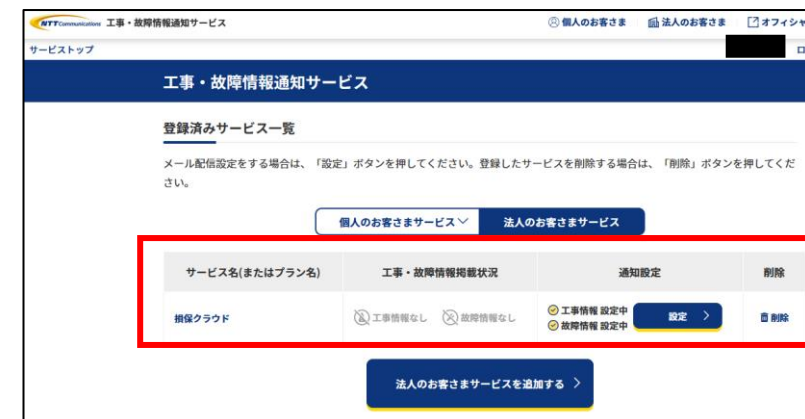 NTT Communications 工事・故障情報通知サービス 個人のお客さま 法人のお客さま オフィシャ
サービストップ
工事・故障情報通知サービス
登録済みサービス一覧
メール配信設定をする場合は、「設定」ボタンを押してください。登録したサービスを削除する場合は、「削除」ボタンを押してくだ
さい。
個人のお客さまサービス 法人のお客さまサービス
サービス名(またはプラン名) 工事・故障情報掲載状況 通知設定 削除
損保クラウド 工事情報なし 故障情報なし 工事情報 設定中 設定 削除
故障情報 設定中
法人のお客さまサービスを追加する